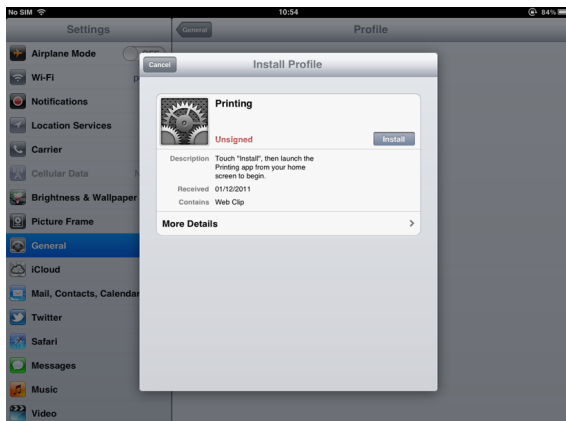 No SIM 10:54 84%
Settings
General
Profile
Airplane Mode OFF
Wi-Fi
Notifications
Location Services
Carrier
Cellular Data
Brightness & Wallpaper
Picture Frame
General
iCloud
Mail, Contacts, Calendar
Twitter
Safari
Messages
Music
Video
Cancel
Install Profile
Printing
Unsigned
Install
Description Touch "Install", then launch the
Printing app from your home
screen to begin.
Received 01/12/2011
Contains Web Clip
More Details